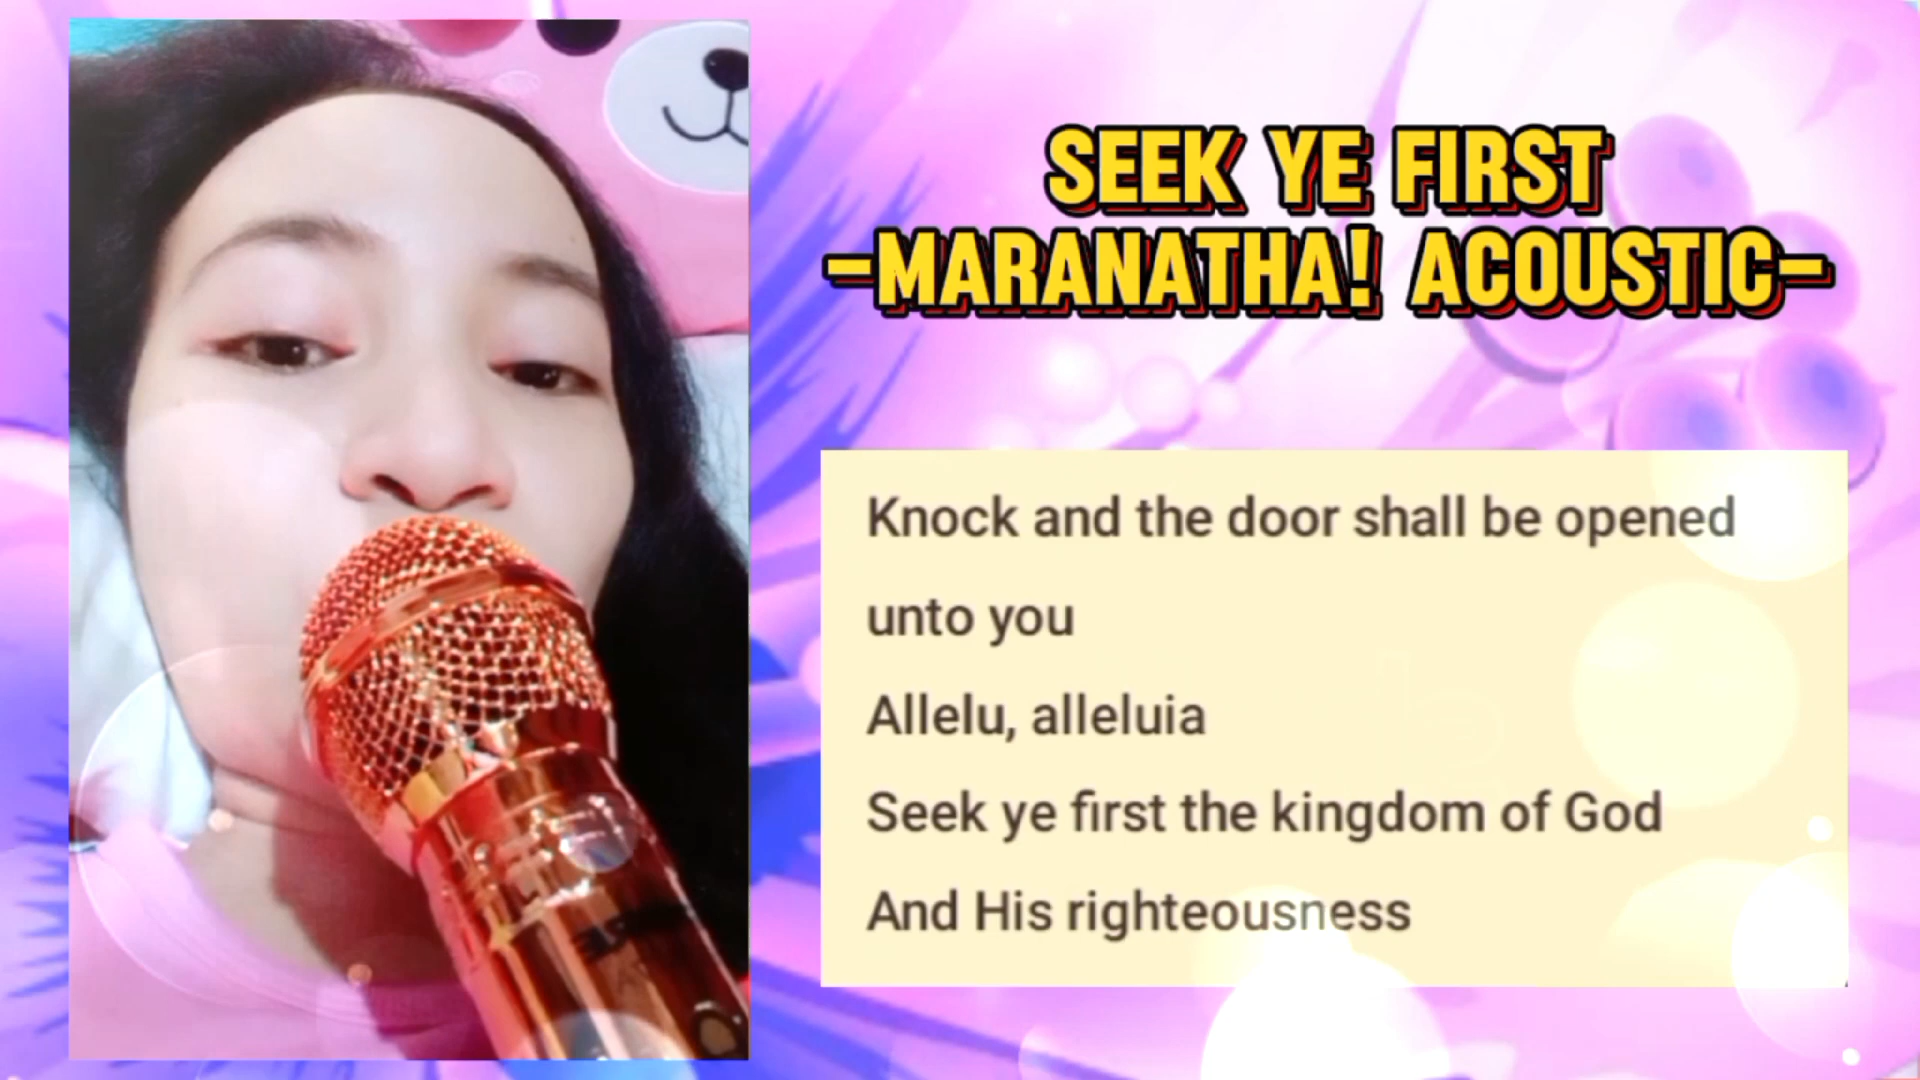 SEEK YE FIRST
-MARANATHA! ACOUSTIC-
Knock and the door shall be opened
unto you
Allelu, alleluia
Seek ye first the kingdom of God
And His righteousness